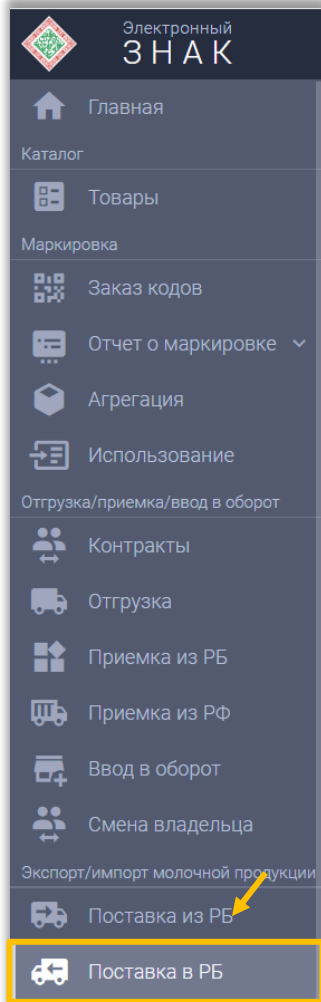 Электронный
ЗНАК
Главная
Каталог
Товары
Маркировка
Заказ кодов
Отчет о маркировке
Агрегация
Использование
Отгрузка/приемка/ввод в оборот
Контракты
Отгрузка
Приемка из РБ
Приемка из РФ
Ввод в оборот
Смена владельца
Экспорт/импорт молочной продукции
Поставка из РБ
Поставка в РБ